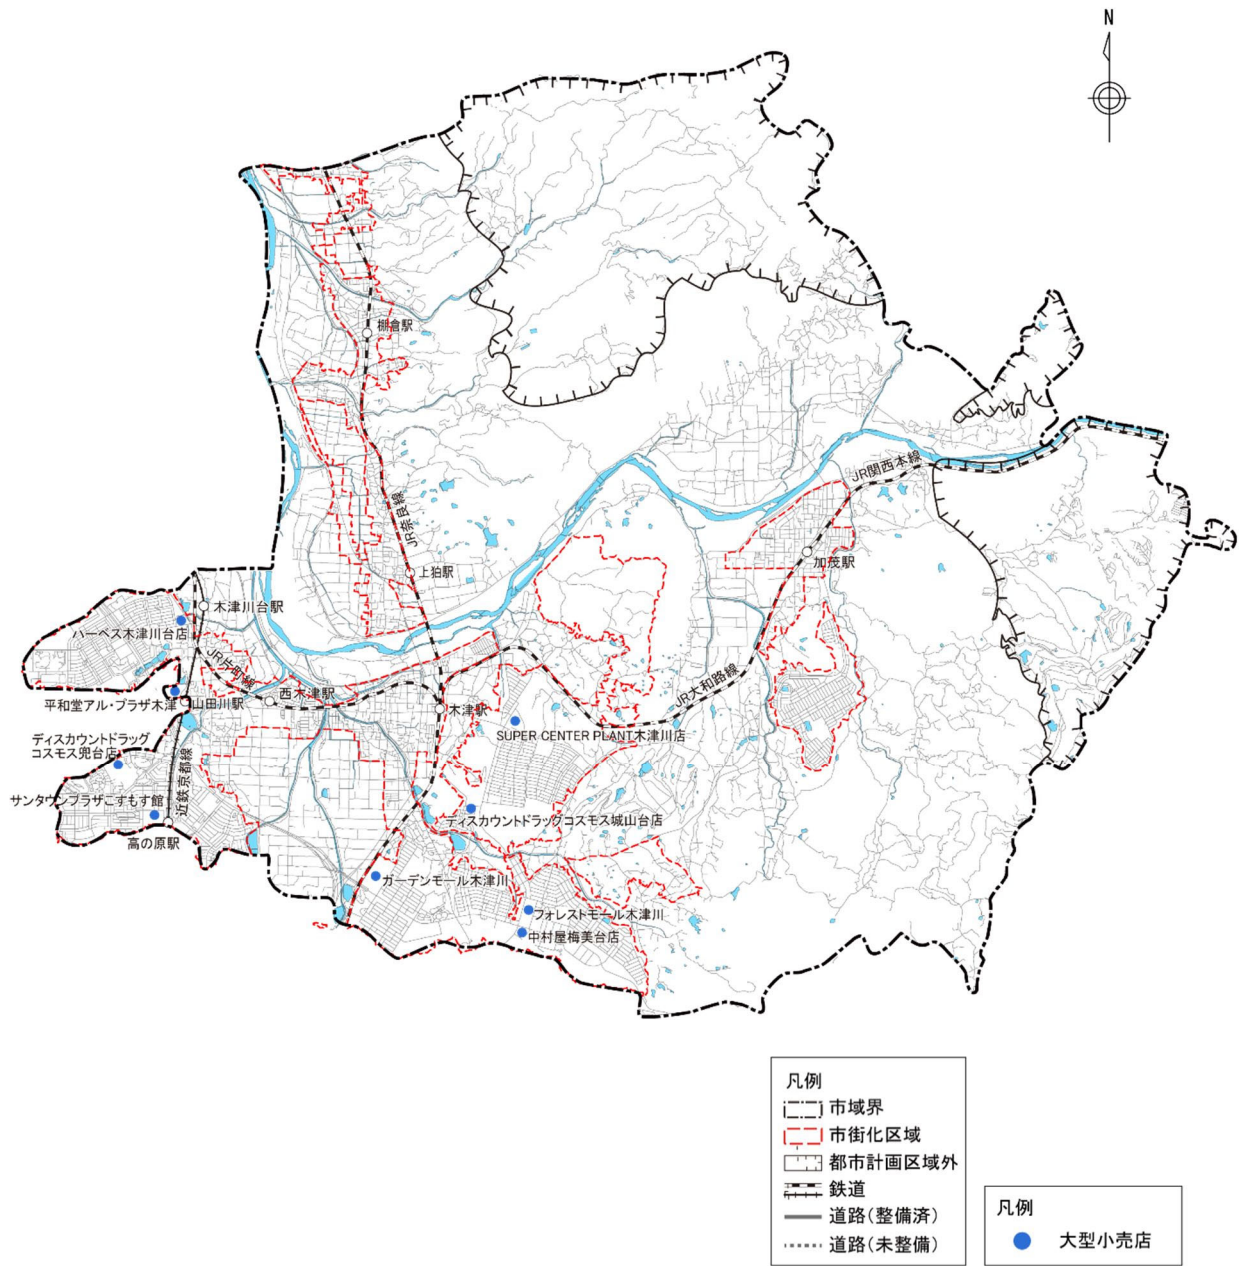 N
棚倉駅
JR奈良線
JR関西本線
加茂駅
上狛駅
木津川台駅
ハーベス木津川台店
JR片町線
西木津駅
平和堂アル・プラザ木津
山田川駅
木津駅
JR大和路線
SUPER CENTER PLANT木津川店
ディスカウントドラッグ
コスモス兜台店
近鉄京都線
サンタウンプラザこすもす館
高の原駅
ディスカウントドラッグコスモス城山台店
ガーデンモール木津川
フォレストモール木津川
中村屋梅美台店
凡例
市域界
市街化区域
都市計画区域外
鉄道
道路(整備済)
道路(未整備)
凡例
大型小売店